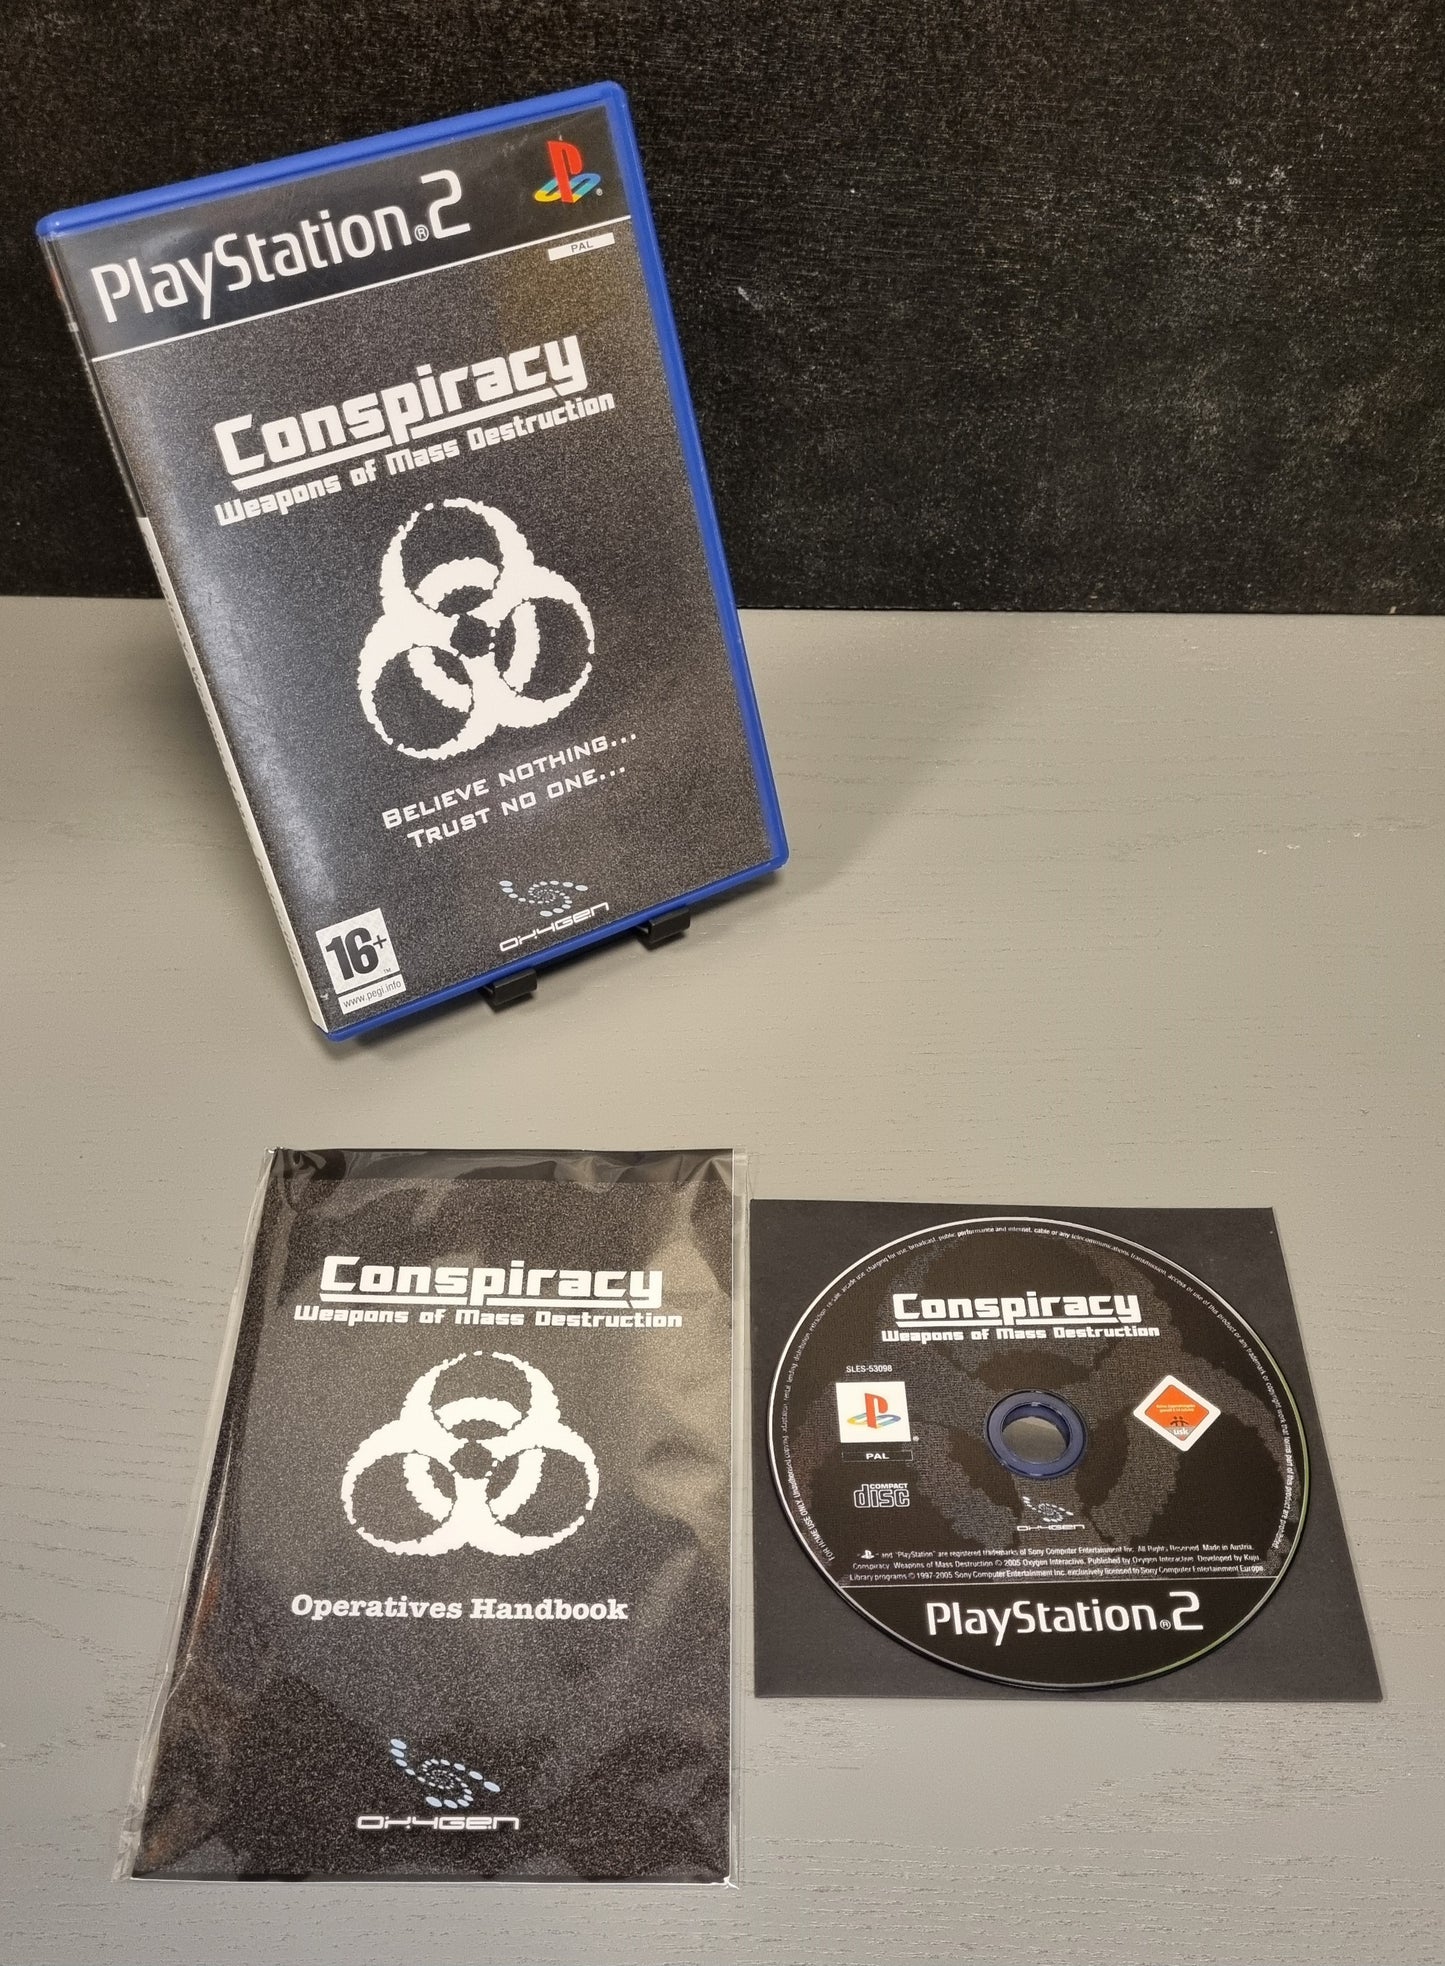 PlayStation®2
PAL
Conspiracy
Weapons of Mass Destruction
Believe nothing...
Trust no one...
OXYGEN
16+
™
www.pegi.info
Conspiracy
Weapons of Mass Destruction
Operatives Handbook
OXYGEN
Conspiracy
Weapons of Mass Destruction
SLES-53098
PAL
COMPACT
disc
usk
OXYGEN
and "PlayStation" are registered trademarks of Sony Computer Entertainment Inc. All Rights Reserved. Made in Austria.
Conspiracy: Weapons of Mass Destruction © 2005 Oxygen Interactive. Published by Oxygen Interactive. Developed by Kuju
Library programs © 1997-2005 Sony Computer Entertainment Inc. exclusively licensed to Sony Computer Entertainment Europe.
PlayStation®2